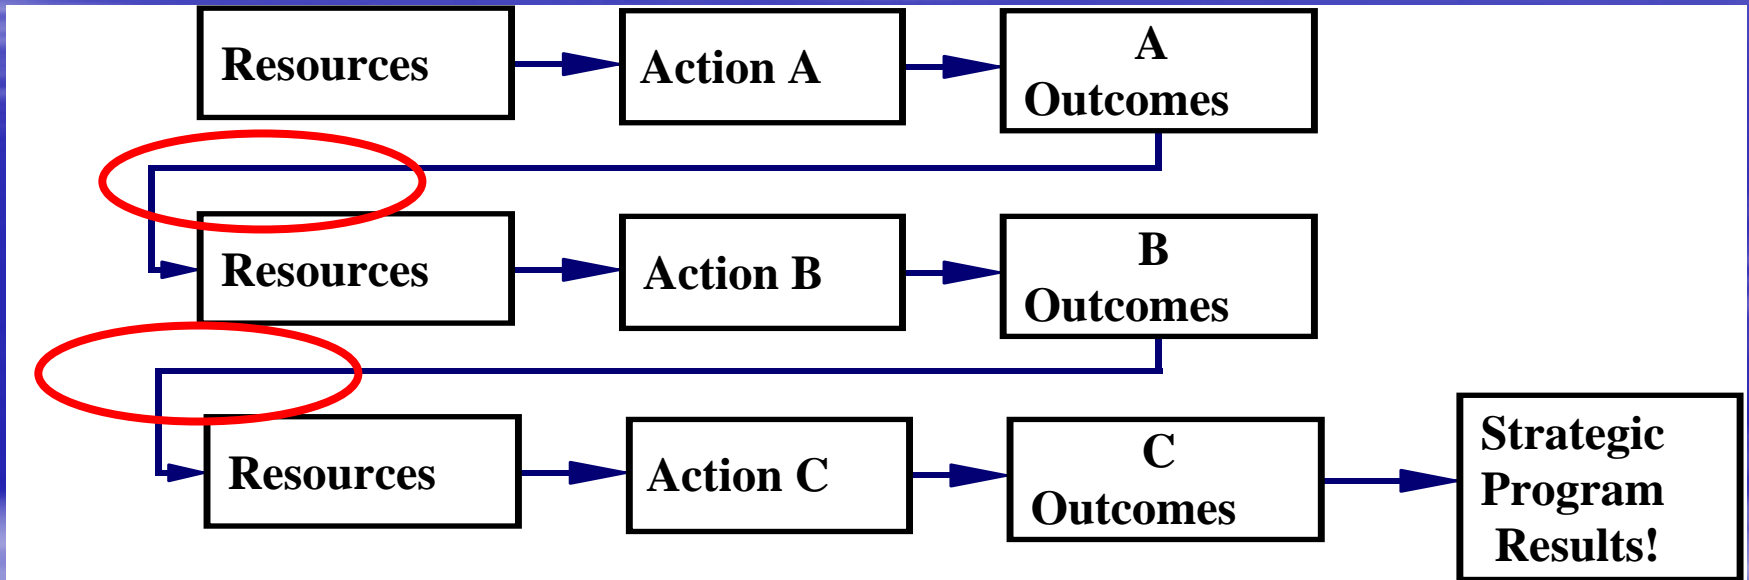 Resources
Action A
A
Outcomes
Resources
Action B
B
Outcomes
Resources
Action C
C
Outcomes
Strategic
Program
Results!